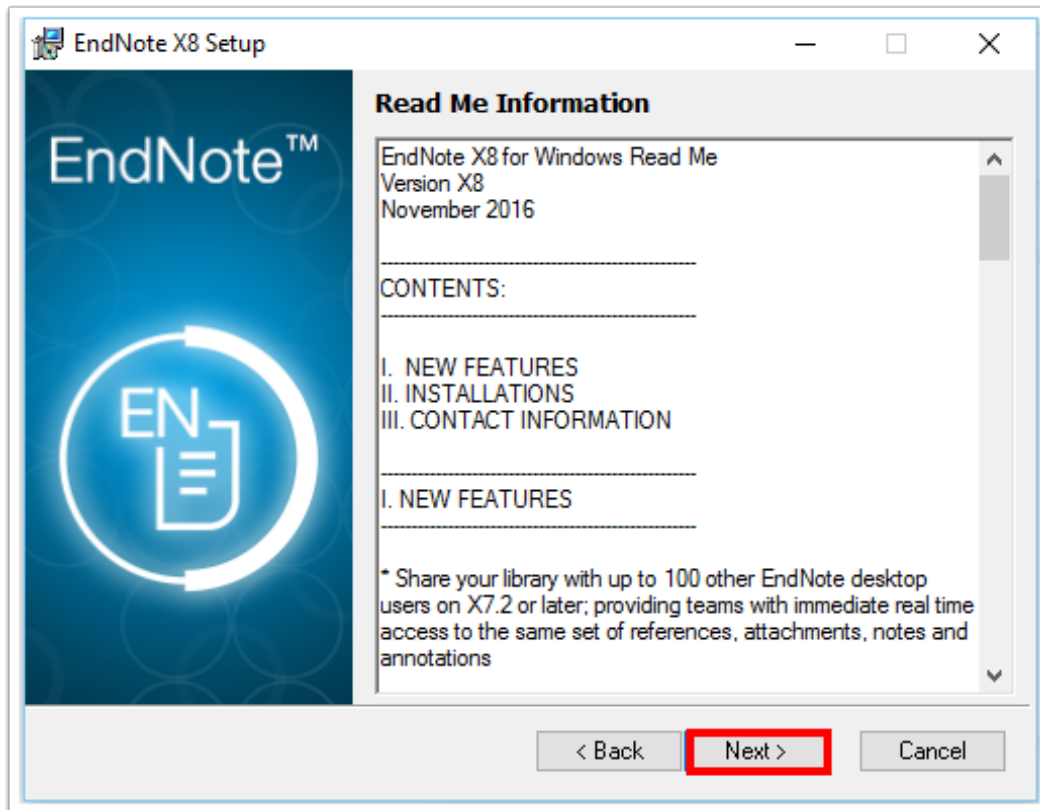 EndNote X8 Setup
EndNote™
EN
Read Me Information
EndNote X8 for Windows Read Me
Version X8
November 2016
------------------------------------------------------------
CONTENTS:
------------------------------------------------------------
I. NEW FEATURES
II. INSTALLATIONS
III. CONTACT INFORMATION
------------------------------------------------------------
I. NEW FEATURES
------------------------------------------------------------
* Share your library with up to 100 other EndNote desktop
users on X7.2 or later; providing teams with immediate real time
access to the same set of references, attachments, notes and
annotations
< Back
Next >
Cancel